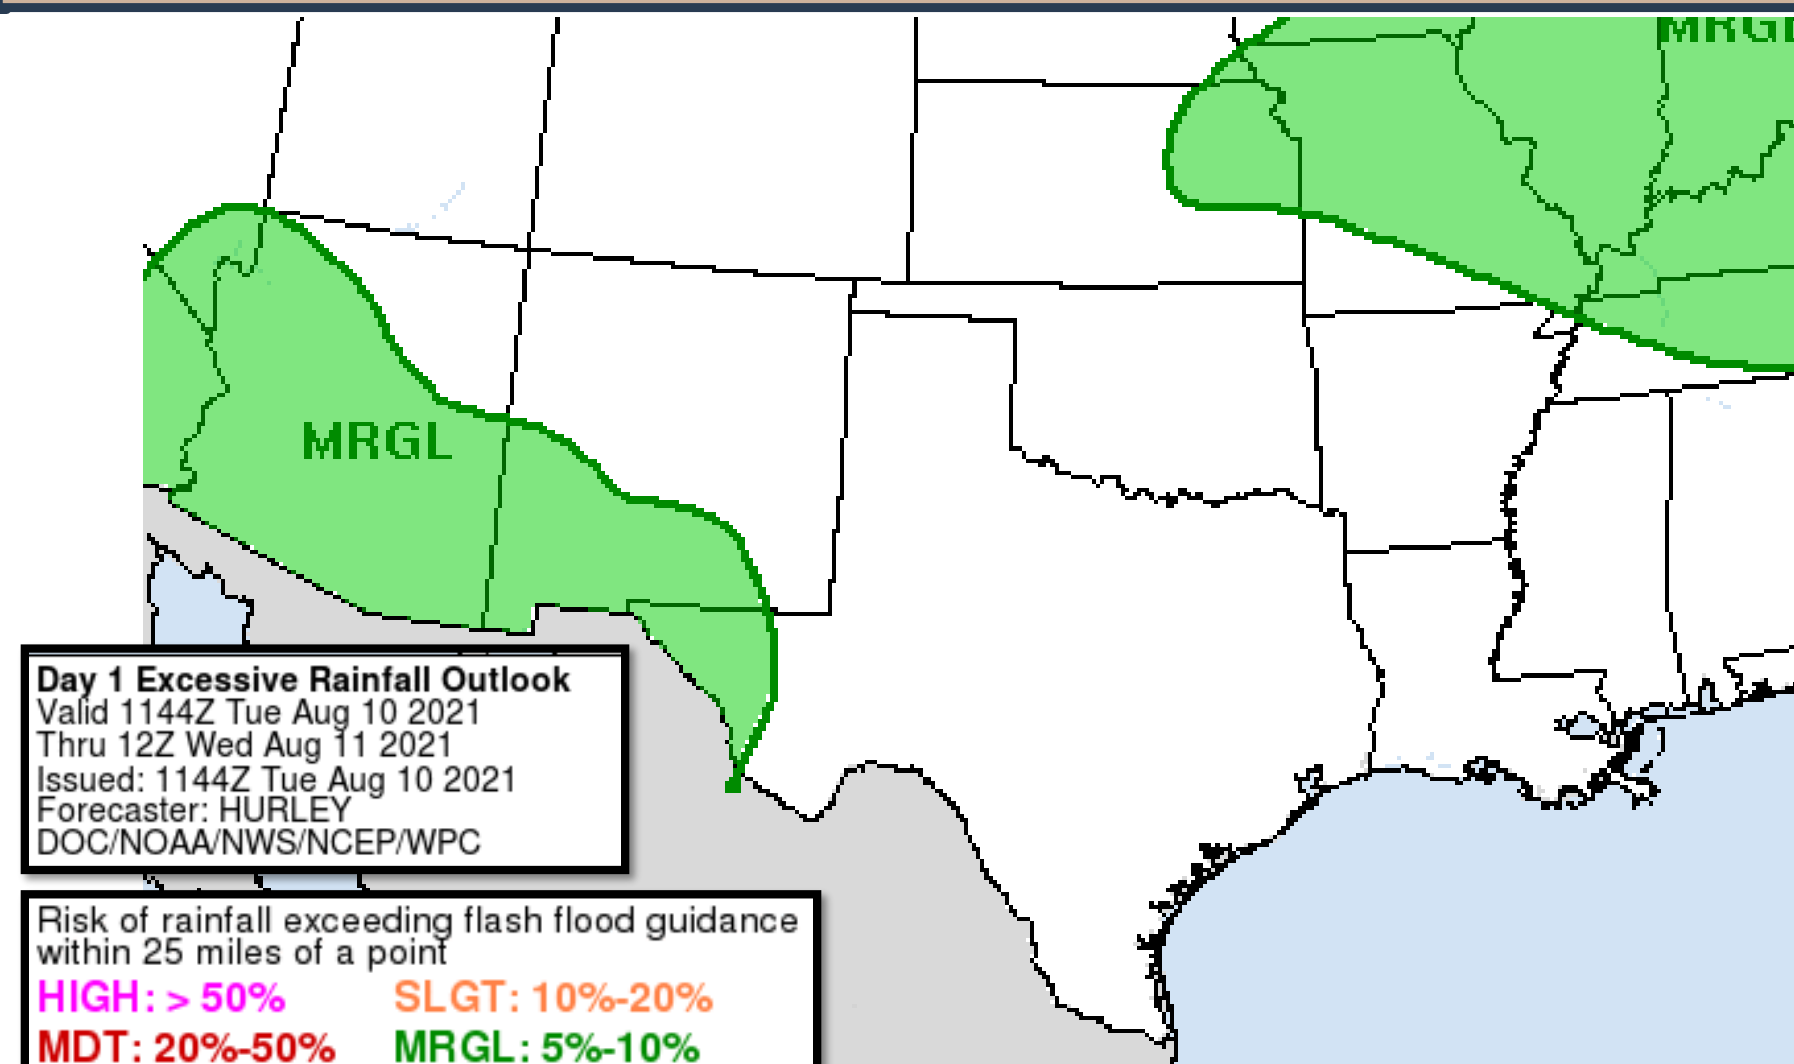 MRGL
MRGL
Day 1 Excessive Rainfall Outlook
Valid 1144Z Tue Aug 10 2021
Thru 12Z Wed Aug 11 2021
Issued: 1144Z Tue Aug 10 2021
Forecaster: HURLEY
DOC/NOAA/NWS/NCEP/WPC
Risk of rainfall exceeding flash flood guidance
within 25 miles of a point
HIGH: > 50% SLGT: 10%-20%
MDT: 20%-50% MRGL: 5%-10%